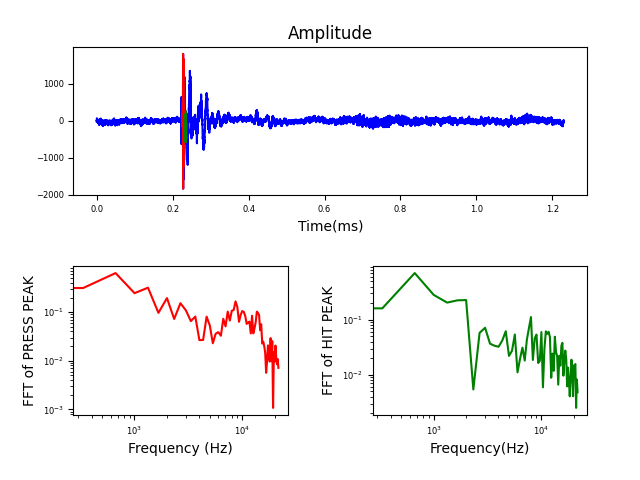 Amplitude
1000
0
−1000
−2000
0.0 0.2 0.4 0.6 0.8 1.0 1.2
Time(ms)
FFT of PRESS PEAK
10⁻¹
10⁻²
10⁻³
10³ 10⁴
Frequency (Hz)
FFT of HIT PEAK
10⁻¹
10⁻²
10³ 10⁴
Frequency(Hz)